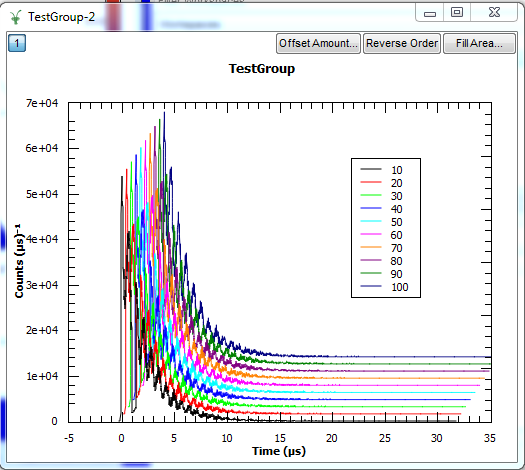 TestGroup-2
1
Offset Amount... Reverse Order Fill Area...
TestGroup
7e+04
6e+04
5e+04
4e+04
3e+04
2e+04
1e+04
0
Counts (µs)⁻¹
10
20
30
40
50
60
70
80
90
100
-5 0 5 10 15 20 25 30 35
Time (µs)